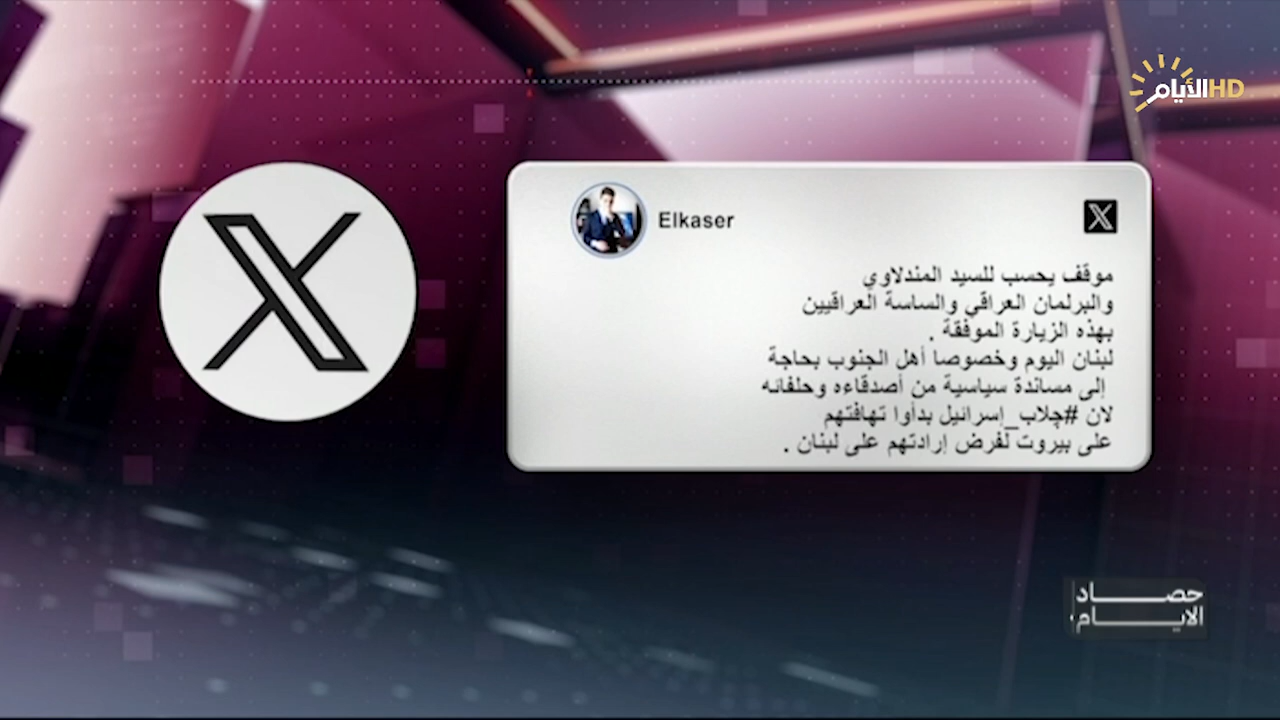 الأيام HD
Elkaser
موقف يحسب للسيد المندلاوي
والبرلمان العراقي والساسة العراقيين
بهذه الزيارة الموفقة .
لبنان اليوم وخصوصا أهل الجنوب بحاجة
إلى مساندة سياسية من أصدقاءه وحلفائه
لان #چلاب_إسرائيل بدأوا تهافتهم
على بيروت لفرض إرادتهم على لبنان .
حصاد
الايام